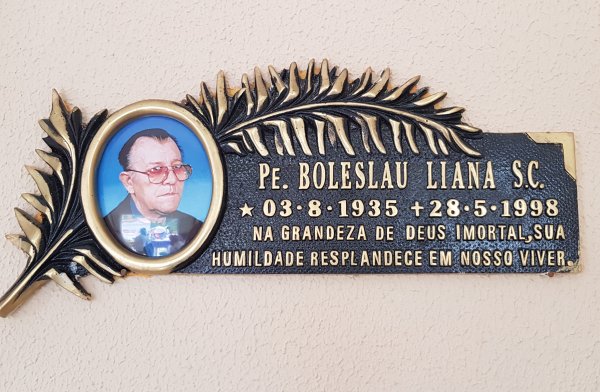 PE. BOLESLAU LIANA S.C.
★ 03·8·1935 + 28·5·1998
NA GRANDEZA DE DEUS IMORTAL, SUA
HUMILDADE RESPLANDECE EM NOSSO VIVER.